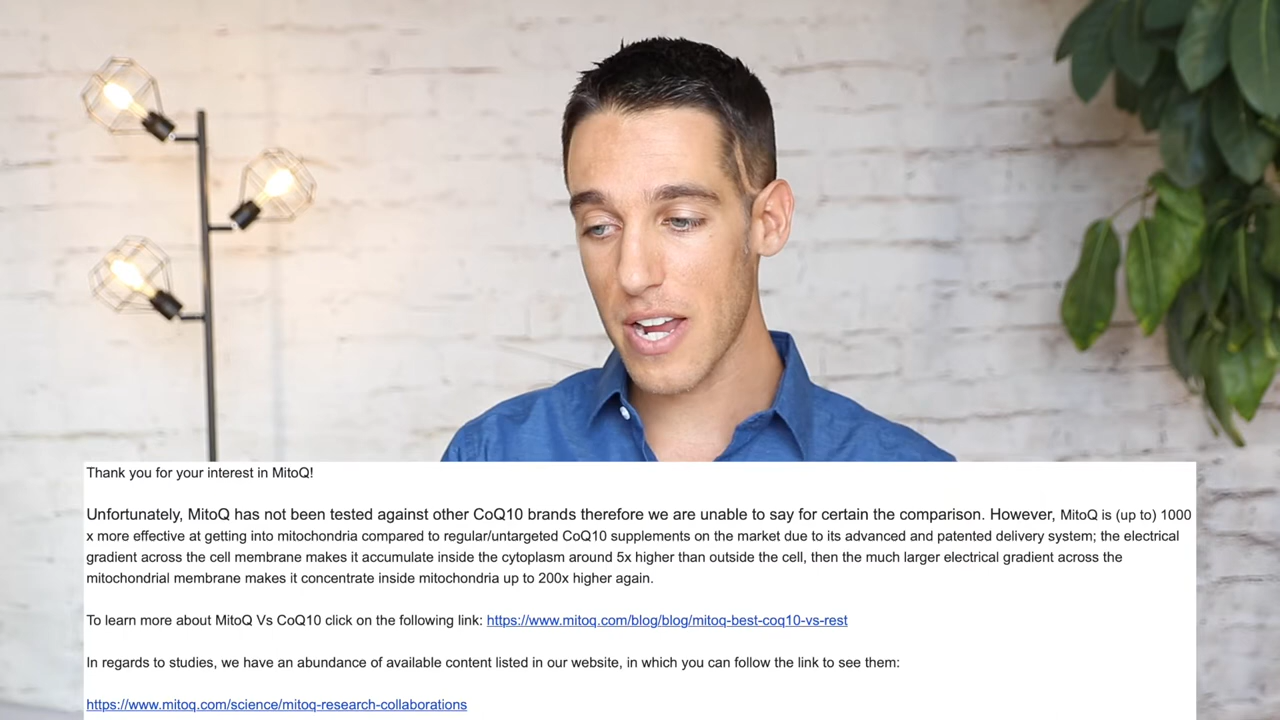 Thank you for your interest in MitoQ!
Unfortunately, MitoQ has not been tested against other CoQ10 brands therefore we are unable to say for certain the comparison. However, MitoQ is (up to) 1000
x more effective at getting into mitochondria compared to regular/untargeted CoQ10 supplements on the market due to its advanced and patented delivery system; the electrical
gradient across the cell membrane makes it accumulate inside the cytoplasm around 5x higher than outside the cell, then the much larger electrical gradient across the
mitochondrial membrane makes it concentrate inside mitochondria up to 200x higher again.
To learn more about MitoQ Vs CoQ10 click on the following link: https://www.mitoq.com/blog/blog/mitoq-best-coq10-vs-rest
In regards to studies, we have an abundance of available content listed in our website, in which you can follow the link to see them:
https://www.mitoq.com/science/mitoq-research-collaborations